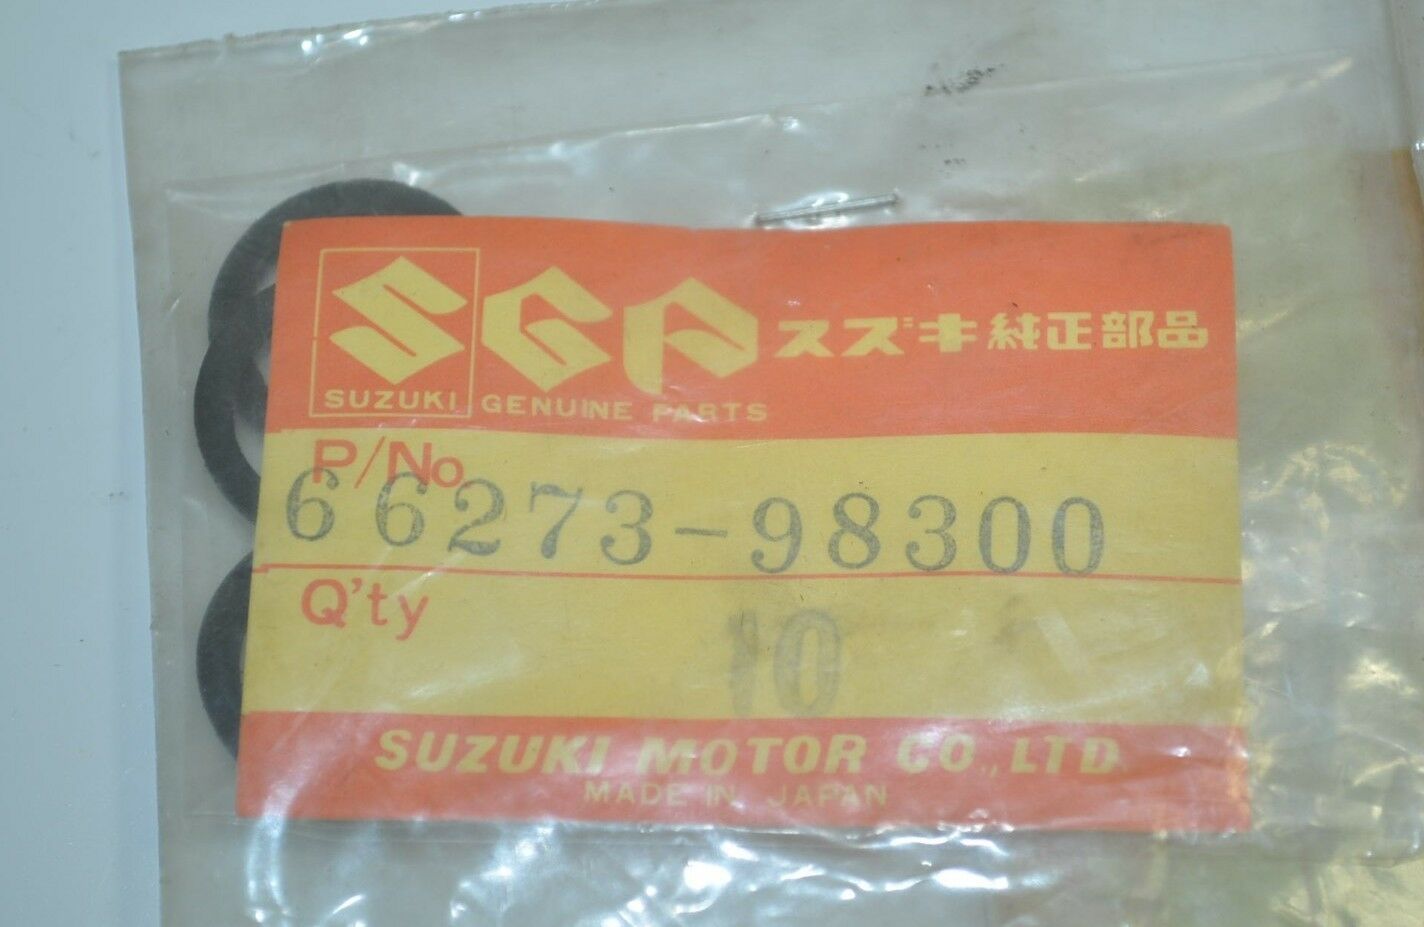 SGP スズキ純正部品
SUZUKI GENUINE PARTS
P/No.
66273-98300
Q'ty
10
SUZUKI MOTOR CO., LTD.
MADE IN JAPAN